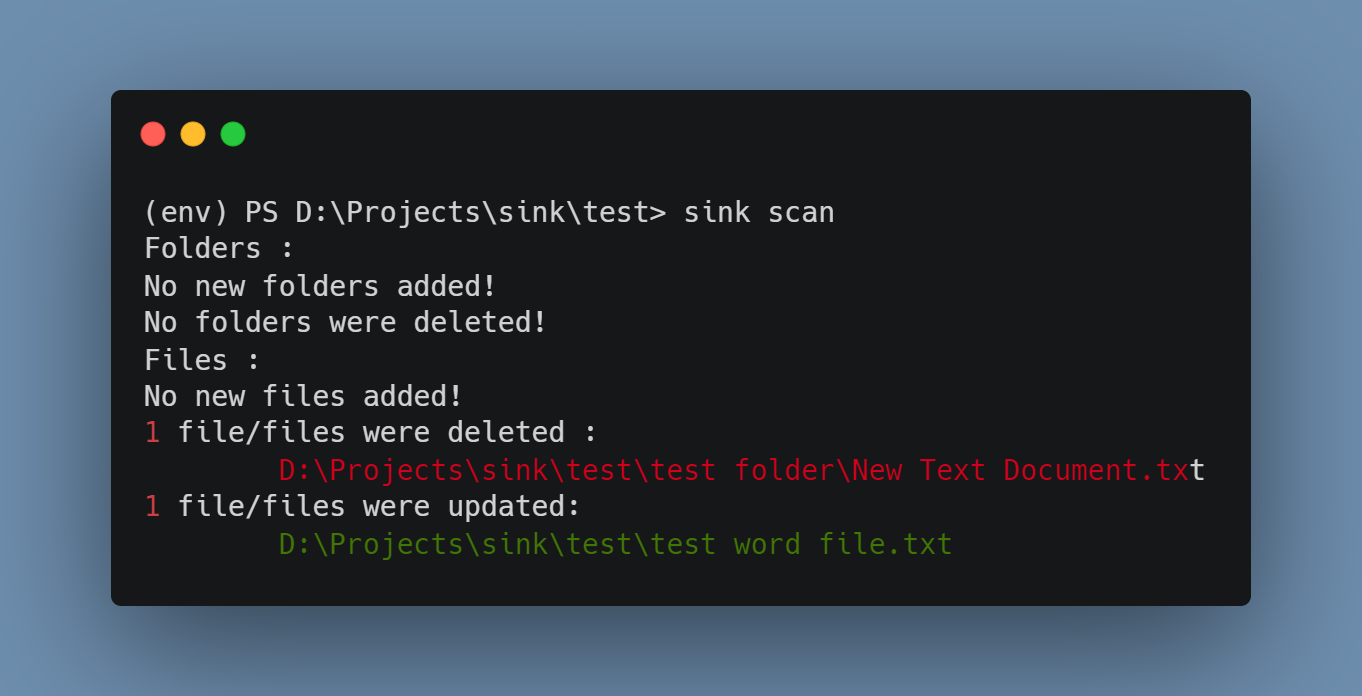 (env) PS D:\Projects\sink\test> sink scan
Folders :
No new folders added!
No folders were deleted!
Files :
No new files added!
1 file/files were deleted :
        D:\Projects\sink\test\test folder\New Text Document.txt
1 file/files were updated:
        D:\Projects\sink\test\test word file.txt